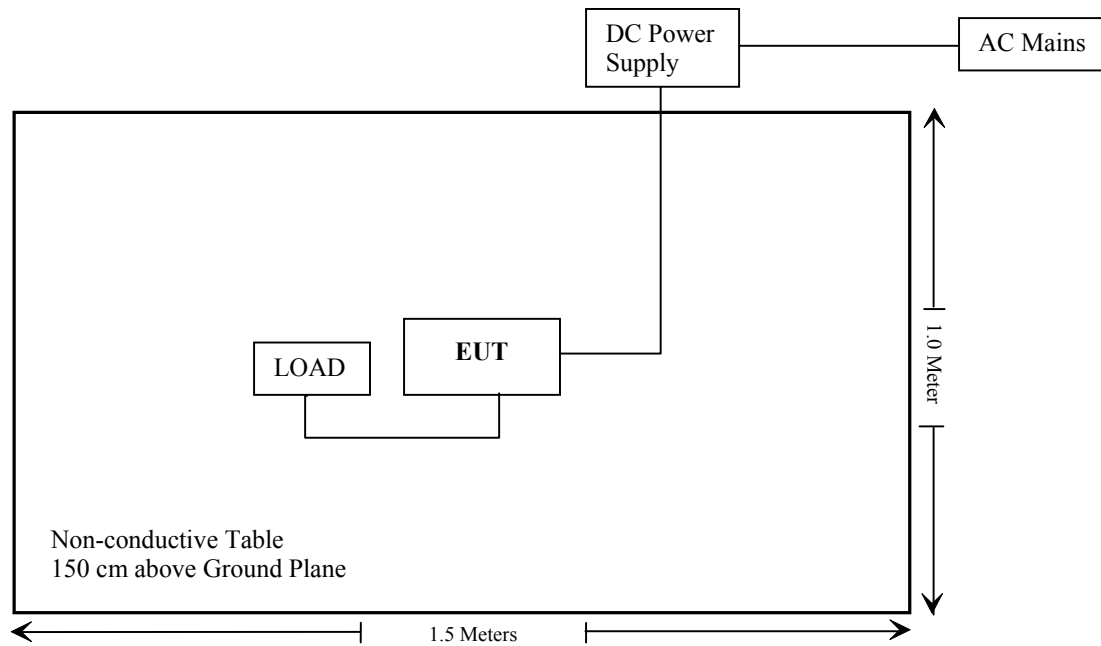 DC Power
Supply
AC Mains
EUT
LOAD
1.0 Meter
Non-conductive Table
150 cm above Ground Plane
1.5 Meters